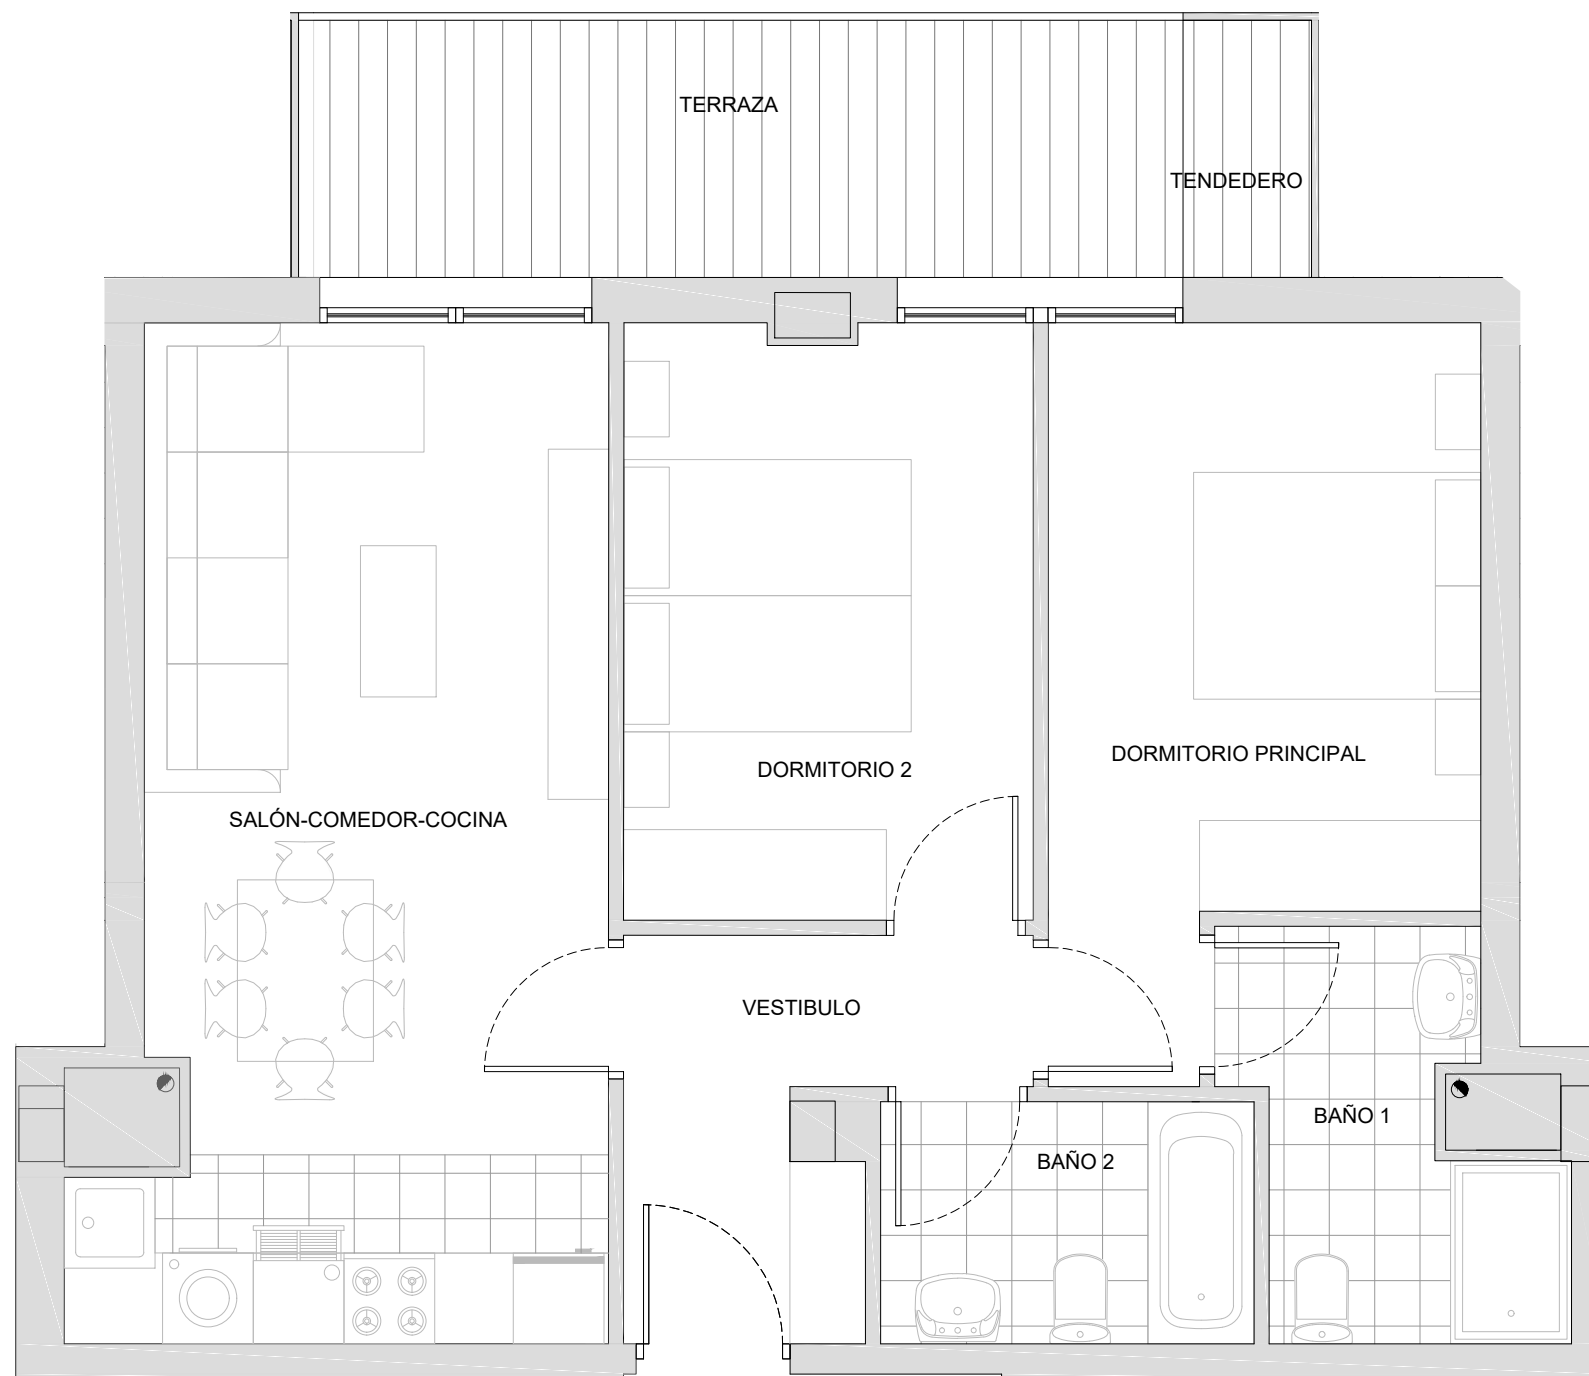 TERRAZA
TENDEDERO
DORMITORIO PRINCIPAL
DORMITORIO 2
SALÓN-COMEDOR-COCINA
VESTIBULO
BAÑO 1
BAÑO 2